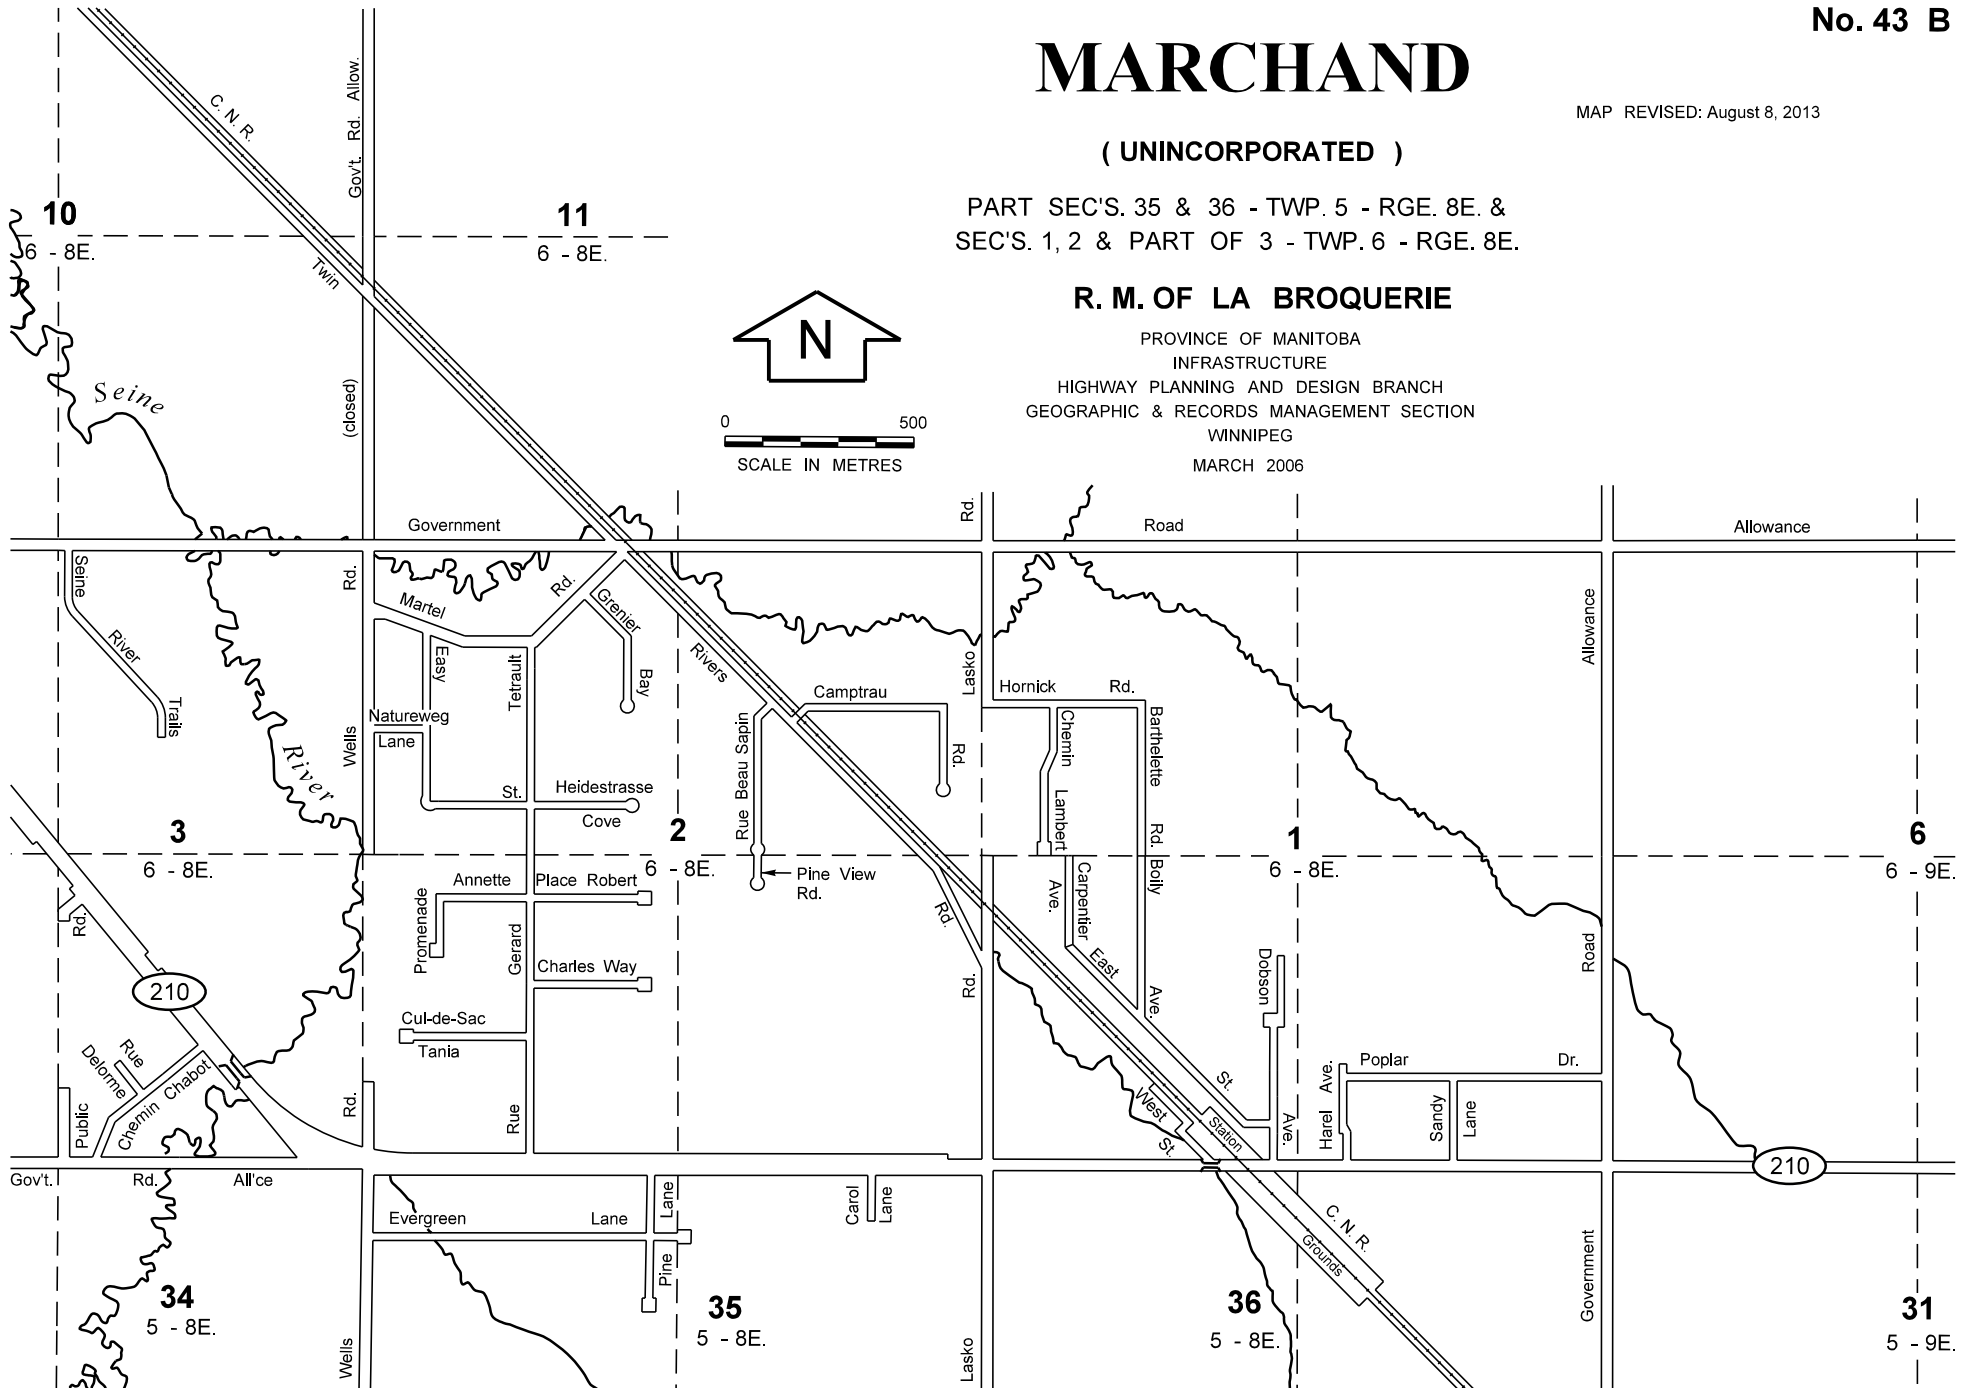 No. 43 B
MARCHAND
MAP REVISED: August 8, 2013
( UNINCORPORATED )
PART SEC'S. 35 & 36 - TWP. 5 - RGE. 8E. &
SEC'S. 1, 2 & PART OF 3 - TWP. 6 - RGE. 8E.
R. M. OF LA BROQUERIE
PROVINCE OF MANITOBA
INFRASTRUCTURE
HIGHWAY PLANNING AND DESIGN BRANCH
GEOGRAPHIC & RECORDS MANAGEMENT SECTION
WINNIPEG
MARCH 2006
N
0 500
SCALE IN METRES
C. N. R.
Gov't. Rd. Allow.
(closed)
10
6 - 8E.
11
6 - 8E.
Twin
Rivers
Rd.
Seine
River
Government Road Allowance
Rd.
Seine
River
Trails
Rd.
Wells
Martel
Rd.
Grenier
Bay
Easy
St.
Tetrault
Natureweg
Lane
Heidestrasse
Cove
Rue Beau Sapin
Camptrau
Rd.
Pine View
Rd.
Lasko
Rd.
Hornick Rd.
Chemin
Lambert
Barthelette
Rd.
Boily
Ave.
Carpentier
Ave.
East
St.
Allowance
Road
Government
3
6 - 8E.
2
6 - 8E.
1
6 - 8E.
6
6 - 9E.
Rd.
Public
210
Annette
Promenade
Place Robert
Gerard
Rue
Charles Way
Cul-de-Sac
Tania
Rue
Delorme
Chemin Chabot
Rd.
Dobson
Ave.
Harel Ave.
Poplar Dr.
Sandy
Lane
West
St.
Station
Grounds
C. N. R.
210
Gov't. Rd. All'ce
Evergreen Lane
Lane
Pine
Carol
Lane
34
5 - 8E.
35
5 - 8E.
36
5 - 8E.
31
5 - 9E.
Wells
Lasko